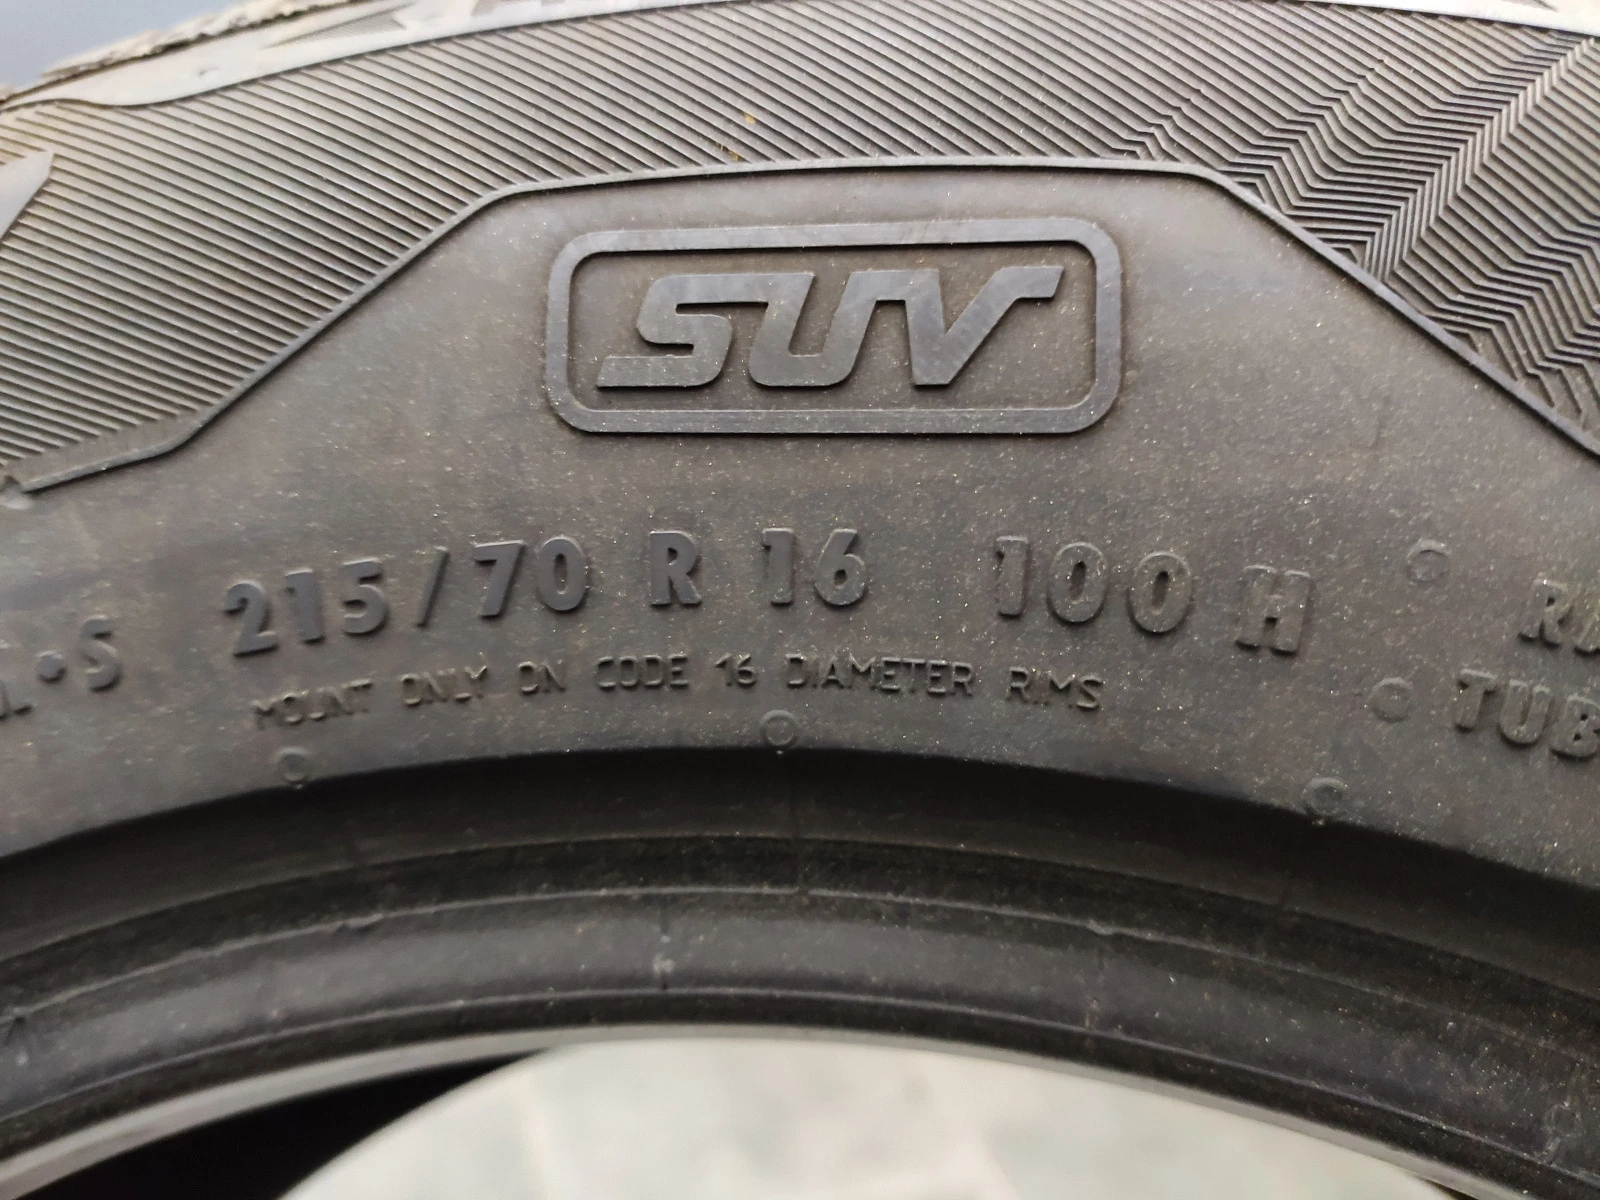 SUV
•S 215/70 R 16 100 H
MOUNT ONLY ON CODE 16 DIAMETER RIMS